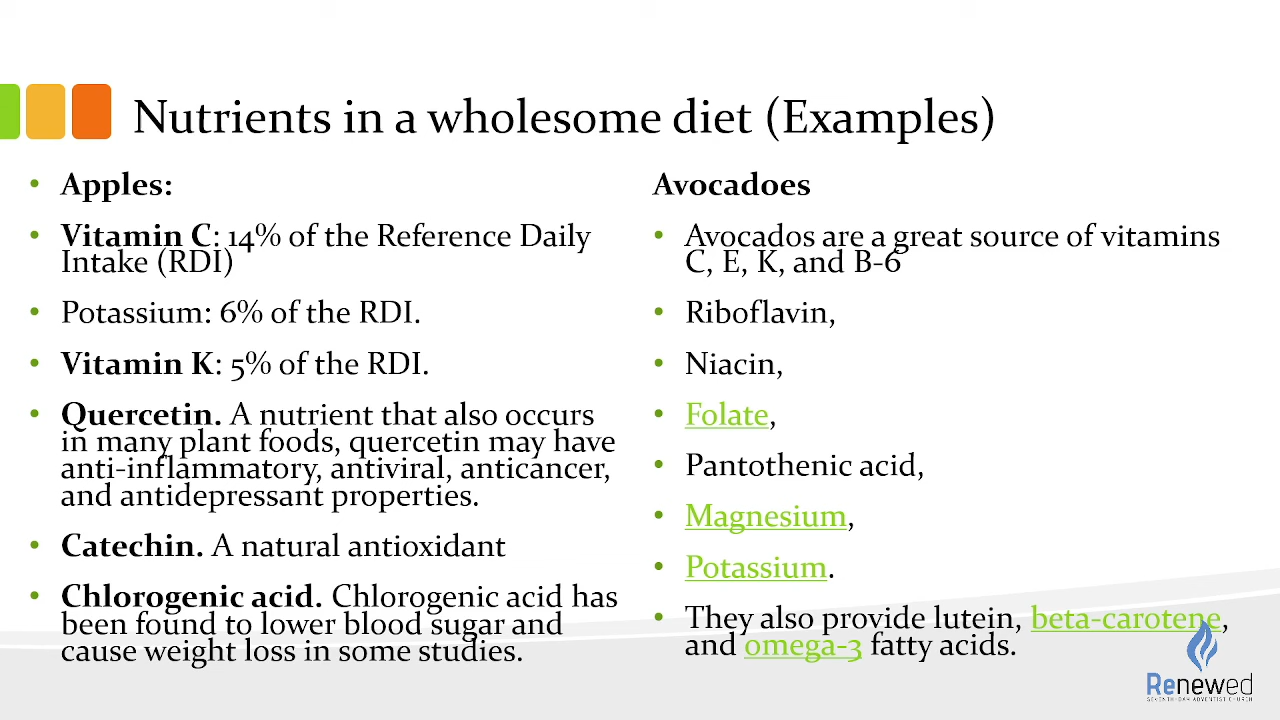 Nutrients in a wholesome diet (Examples)
• Apples:
• Vitamin C: 14% of the Reference Daily
Intake (RDI)
• Potassium: 6% of the RDI.
• Vitamin K: 5% of the RDI.
• Quercetin. A nutrient that also occurs
in many plant foods, quercetin may have
anti-inflammatory, antiviral, anticancer,
and antidepressant properties.
• Catechin. A natural antioxidant
• Chlorogenic acid. Chlorogenic acid has
been found to lower blood sugar and
cause weight loss in some studies.
Avocadoes
• Avocados are a great source of vitamins
C, E, K, and B-6
• Riboflavin,
• Niacin,
• Folate,
• Pantothenic acid,
• Magnesium,
• Potassium.
• They also provide lutein, beta-carotene,
and omega-3 fatty acids.
Renewed
SEVENTH-DAY ADVENTIST CHURCH